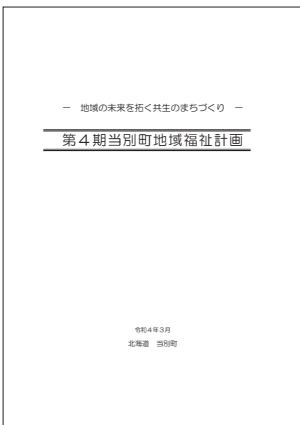 ― 地域の未来を拓く共生のまちづくり ―
第4期当別町地域福祉計画
令和4年3月
北海道 当別町